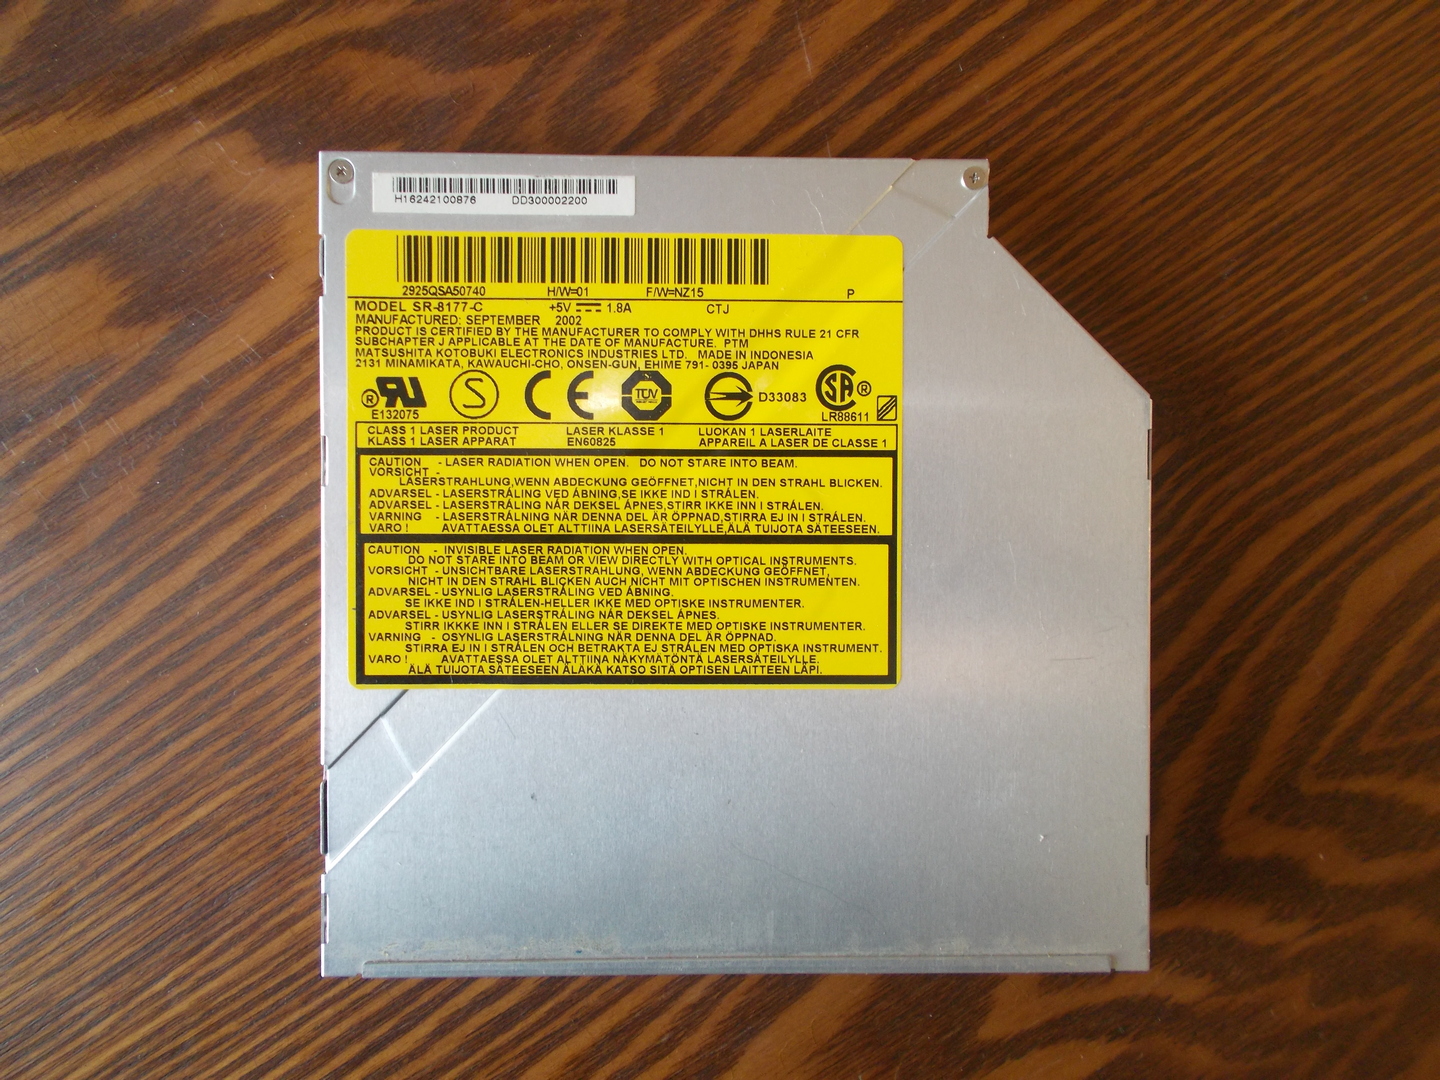 H16242100876 DD300002200
2925QSA50740 H/W=01 F/W=NZ15 P
MODEL SR-8177-C +5V 1.8A CTJ
MANUFACTURED: SEPTEMBER 2002
PRODUCT IS CERTIFIED BY THE MANUFACTURER TO COMPLY WITH DHHS RULE 21 CFR
SUBCHAPTER J APPLICABLE AT THE DATE OF MANUFACTURE. PTM
MATSUSHITA KOTOBUKI ELECTRONICS INDUSTRIES LTD. MADE IN INDONESIA
2131 MINAMIKATA, KAWAUCHI-CHO, ONSEN-GUN, EHIME 791-0395 JAPAN
® S CE TÜV D33083 SA ®
E132075 LR88611
CLASS 1 LASER PRODUCT LASER KLASSE 1 LUOKAN 1 LASERLAITE
KLASS 1 LASER APPARAT EN60825 APPAREIL A LASER DE CLASSE 1
CAUTION - LASER RADIATION WHEN OPEN. DO NOT STARE INTO BEAM.
VORSICHT -
LASERSTRAHLUNG,WENN ABDECKUNG GEÖFFNET,NICHT IN DEN STRAHL BLICKEN.
ADVARSEL - LASERSTRÅLING VED ÅBNING,SE IKKE IND I STRÅLEN.
ADVARSEL - LASERSTRÅLING NÅR DEKSEL ÅPNES,STIRR IKKE INN I STRÅLEN.
VARNING - LASERSTRÅLNING NÄR DENNA DEL ÄR ÖPPNAD,STIRRA EJ IN I STRÅLEN.
VARO ! AVATTAESSA OLET ALTTIINA LASERSÄTEILYLLE,ÄLÄ TUIJOTA SÄTEESEEN.
CAUTION - INVISIBLE LASER RADIATION WHEN OPEN.
DO NOT STARE INTO BEAM OR VIEW DIRECTLY WITH OPTICAL INSTRUMENTS.
VORSICHT - UNSICHTBARE LASERSTRAHLUNG, WENN ABDECKUNG GEÖFFNET,
NICHT IN DEN STRAHL BLICKEN AUCH NICHT MIT OPTISCHEN INSTRUMENTEN.
ADVARSEL - USYNLIG LASERSTRÅLING VED ÅBNING.
SE IKKE IND I STRÅLEN-HELLER IKKE MED OPTISKE INSTRUMENTER.
ADVARSEL - USYNLIG LASERSTRÅLING NÅR DEKSEL ÅPNES.
STIRR IKKKE INN I STRÅLEN ELLER SE DIREKTE MED OPTISKE INSTRUMENTER.
VARNING - OSYNLIG LASERSTRÅLNING NÄR DENNA DEL ÄR ÖPPNAD.
STIRRA EJ IN I STRÅLEN OCH BETRAKTA EJ STRÅLEN MED OPTISKA INSTRUMENT.
VARO ! AVATTAESSA OLET ALTTIINA NÄKYMÄTÖNTÄ LASERSÄTEILYLLE.
ÄLÄ TUIJOTA SÄTEESEEN ÄLÄKÄ KATSO SITÄ OPTISEN LAITTEEN LÄPI.